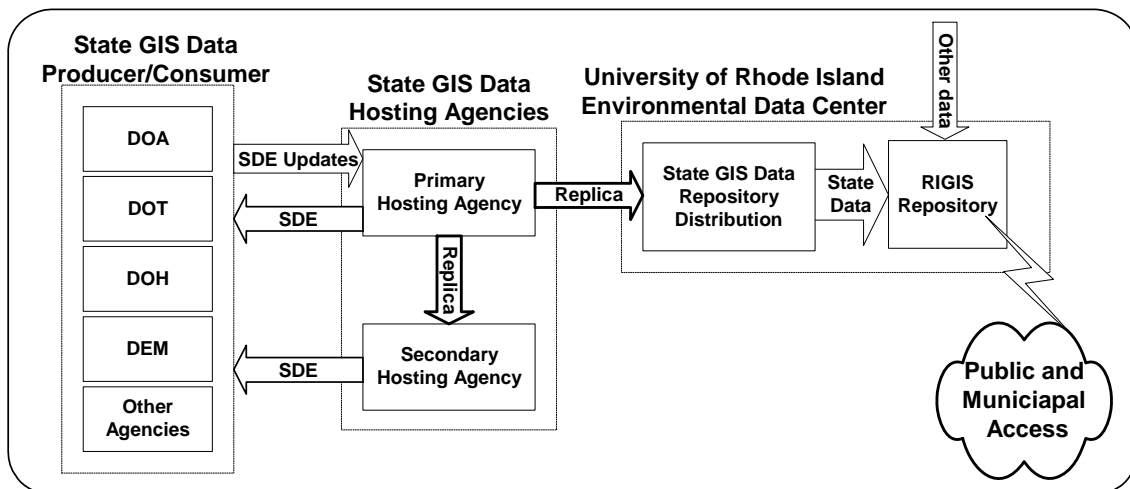 State GIS Data
Producer/Consumer
DOA
DOT
DOH
DEM
Other
Agencies
SDE Updates
SDE
SDE
State GIS Data
Hosting Agencies
Primary
Hosting Agency
Replica
Secondary
Hosting Agency
Replica
University of Rhode Island
Environmental Data Center
State GIS Data
Repository
Distribution
State
Data
Other data
RIGIS
Repository
Public and
Municiapal
Access